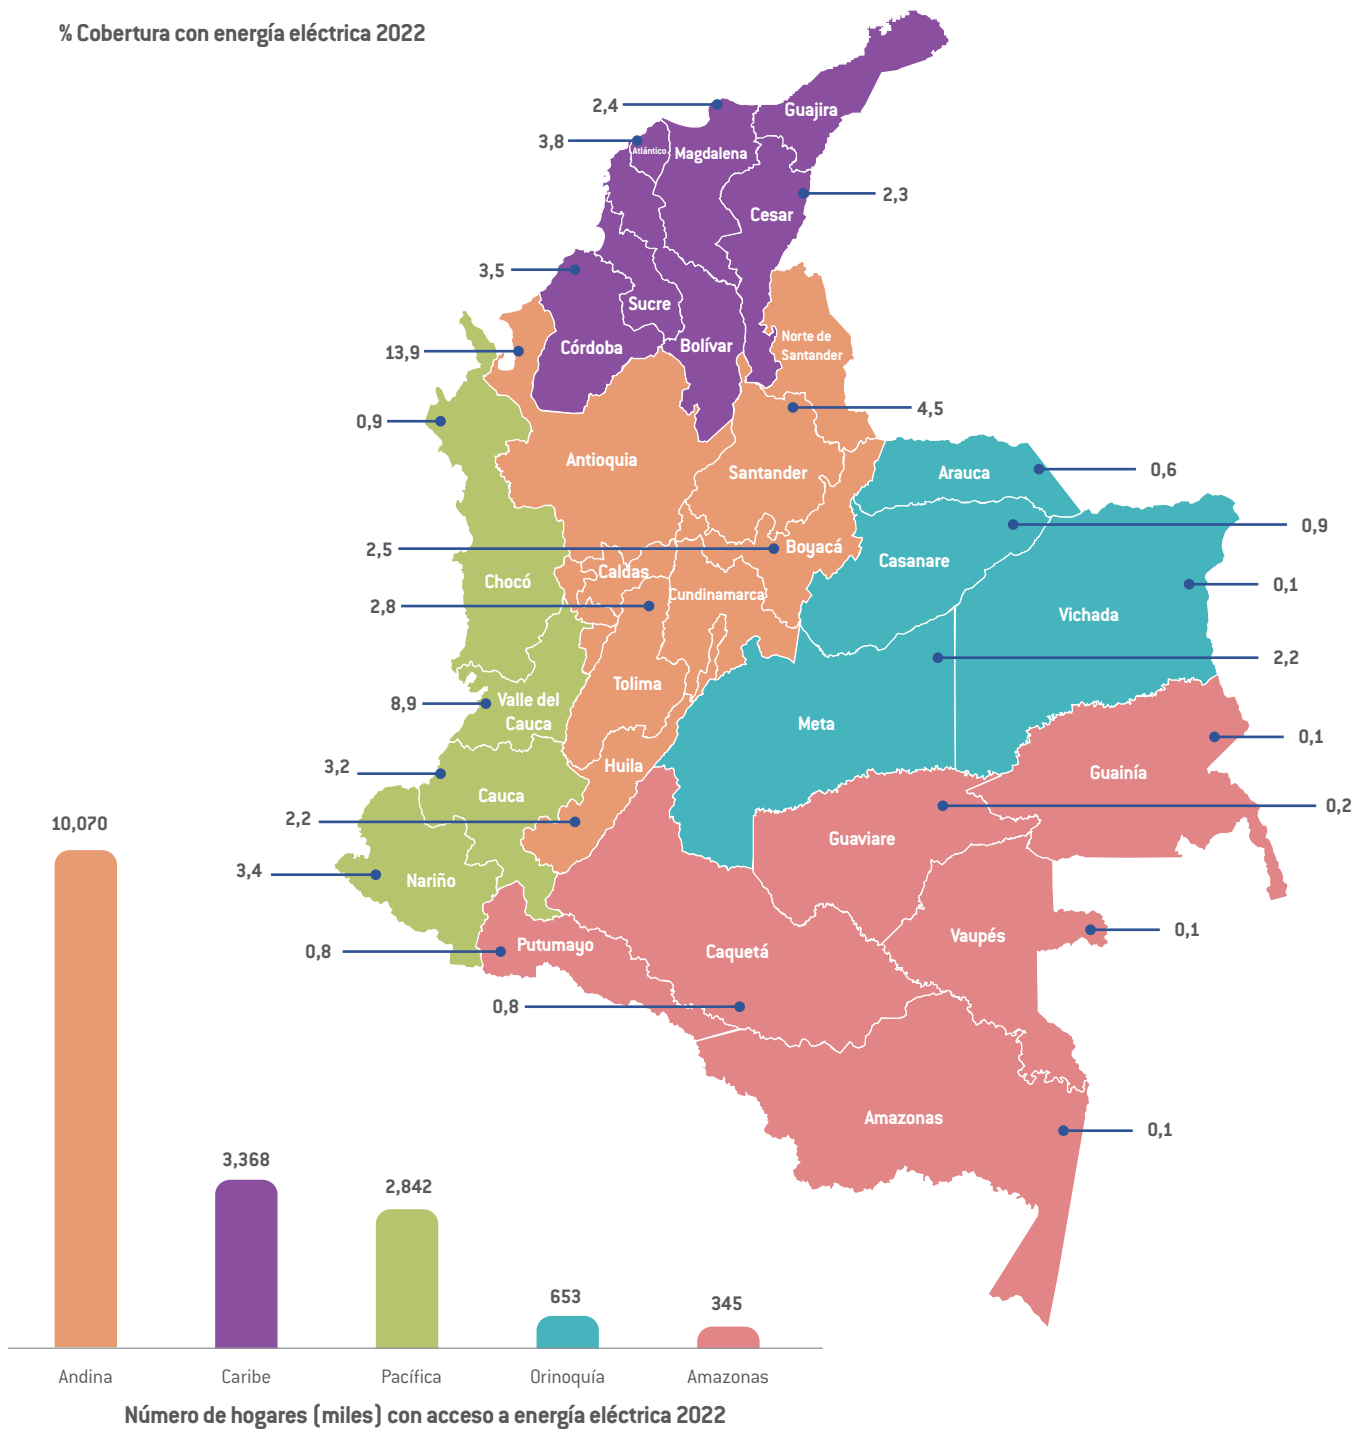 % Cobertura con energía eléctrica 2022
2,4
Guajira
3,8
Atlántico
Magdalena
2,3
Cesar
3,5
Sucre
Norte de
Santander
Córdoba
Bolívar
13,9
4,5
0,9
Antioquia
Santander
Arauca
0,6
0,9
2,5
Boyacá
Casanare
Chocó
Caldas
0,1
Cundinamarca
2,8
Vichada
2,2
Tolima
Valle del
Cauca
8,9
Meta
0,1
3,2
Huila
Guainía
Cauca
0,2
10,070
2,2
Guaviare
3,4
Nariño
0,1
Vaupés
0,8
Putumayo
Caquetá
0,8
Amazonas
0,1
3,368
2,842
653
345
Andina
Caribe
Pacífica
Orinoquía
Amazonas
Número de hogares (miles) con acceso a energía eléctrica 2022